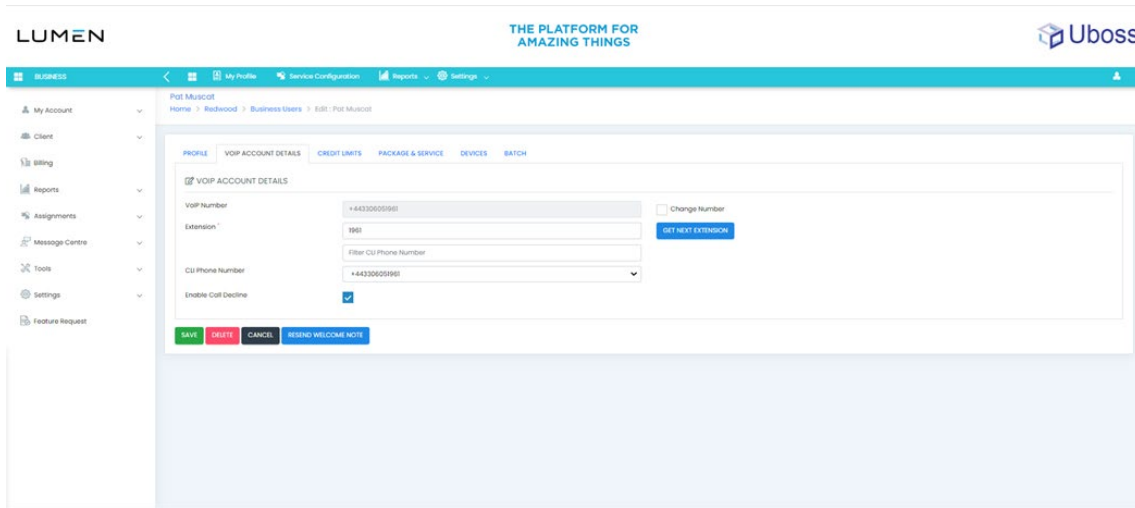 LUMEN
THE PLATFORM FOR
AMAZING THINGS
Uboss
BUSINESS
My Profile
Service Configuration
Reports
Settings
My Account
Client
Billing
Reports
Assignments
Message Centre
Tools
Settings
Feature Request
Pat Muscat
Home > Redwood > Business Users > Edit : Pat Muscat
PROFILE
VOIP ACCOUNT DETAILS
CREDIT LIMITS
PACKAGE & SERVICE
DEVICES
BATCH
VOIP ACCOUNT DETAILS
VoIP Number
+443306051961
Change Number
Extension *
1961
GET NEXT EXTENSION
Filter CLI Phone Number
CLI Phone Number
+443306051961
Enable Call Decline
SAVE
DELETE
CANCEL
RESEND WELCOME NOTE